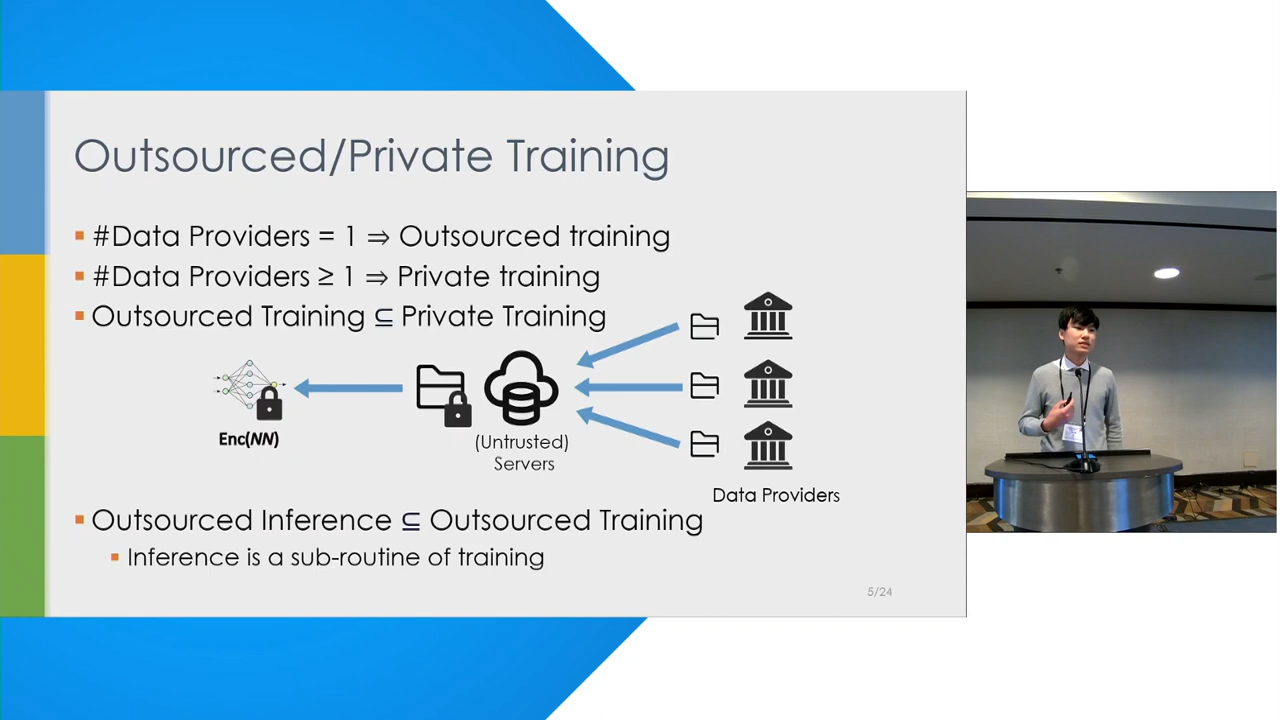 Outsourced/Private Training
▪ #Data Providers = 1 ⇒ Outsourced training
▪ #Data Providers ≥ 1 ⇒ Private training
▪ Outsourced Training ⊆ Private Training
Enc(NN)
(Untrusted)
Servers
Data Providers
▪ Outsourced Inference ⊆ Outsourced Training
▪ Inference is a sub-routine of training
5/24